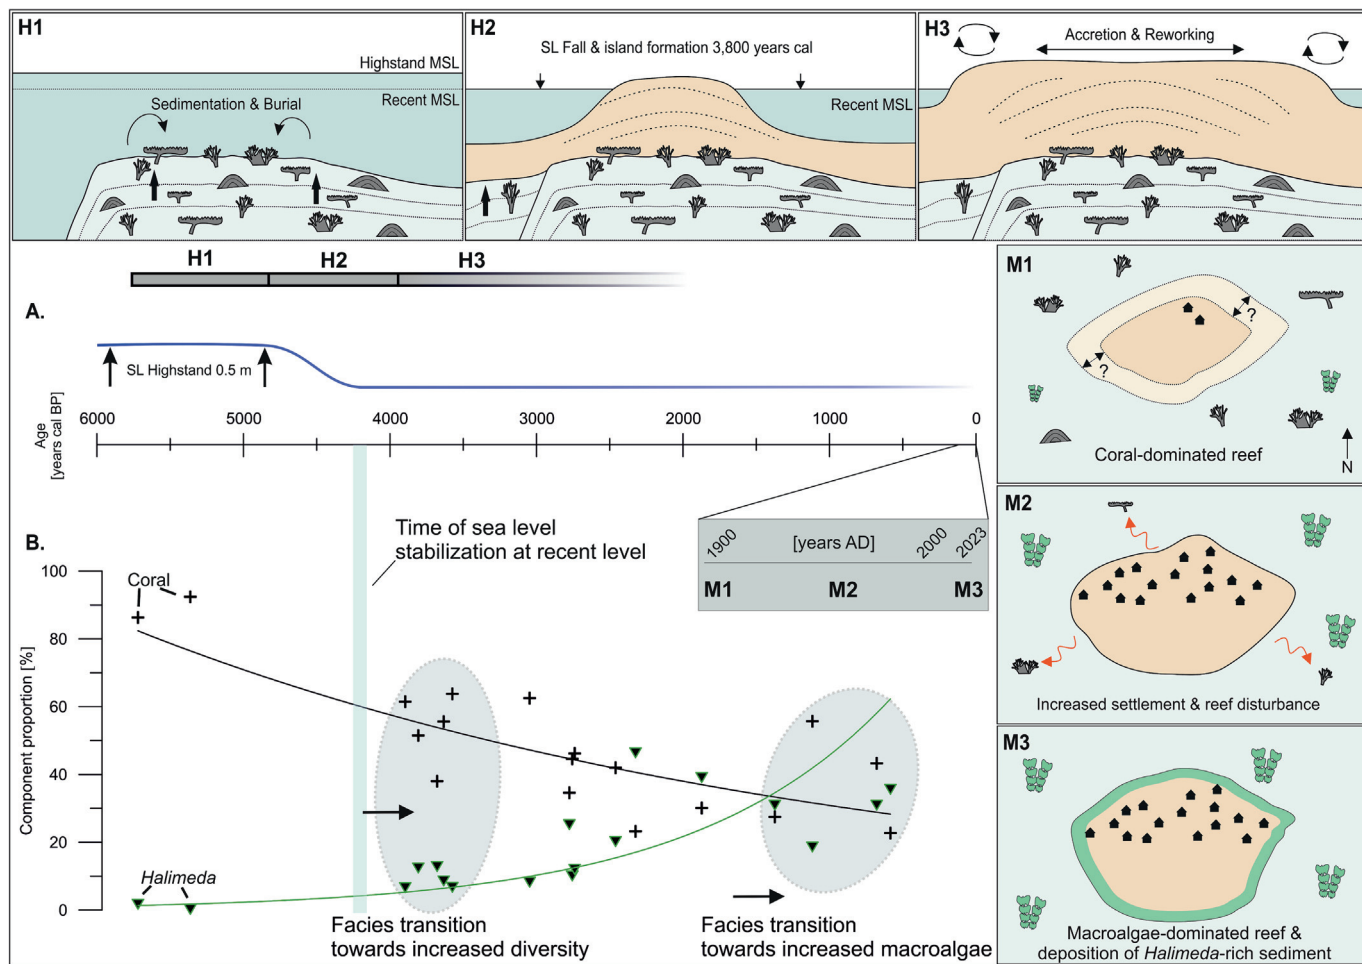 H1
Highstand MSL
Recent MSL
Sedimentation & Burial
H2
SL Fall & island formation 3,800 years cal
Recent MSL
H3
Accretion & Reworking
H1
H2
H3
A.
SL Highstand 0.5 m
Age
[years cal BP]
6000
5000
4000
3000
2000
1000
0
Time of sea level
stabilization at recent level
1900
[years AD]
2000
2023
M1
M2
M3
B.
Component proportion [%]
100
80
60
40
20
0
Coral
Halimeda
Facies transition
towards increased diversity
Facies transition
towards increased macroalgae
M1
?
?
Coral-dominated reef
N
M2
Increased settlement & reef disturbance
M3
Macroalgae-dominated reef &
deposition of Halimeda-rich sediment